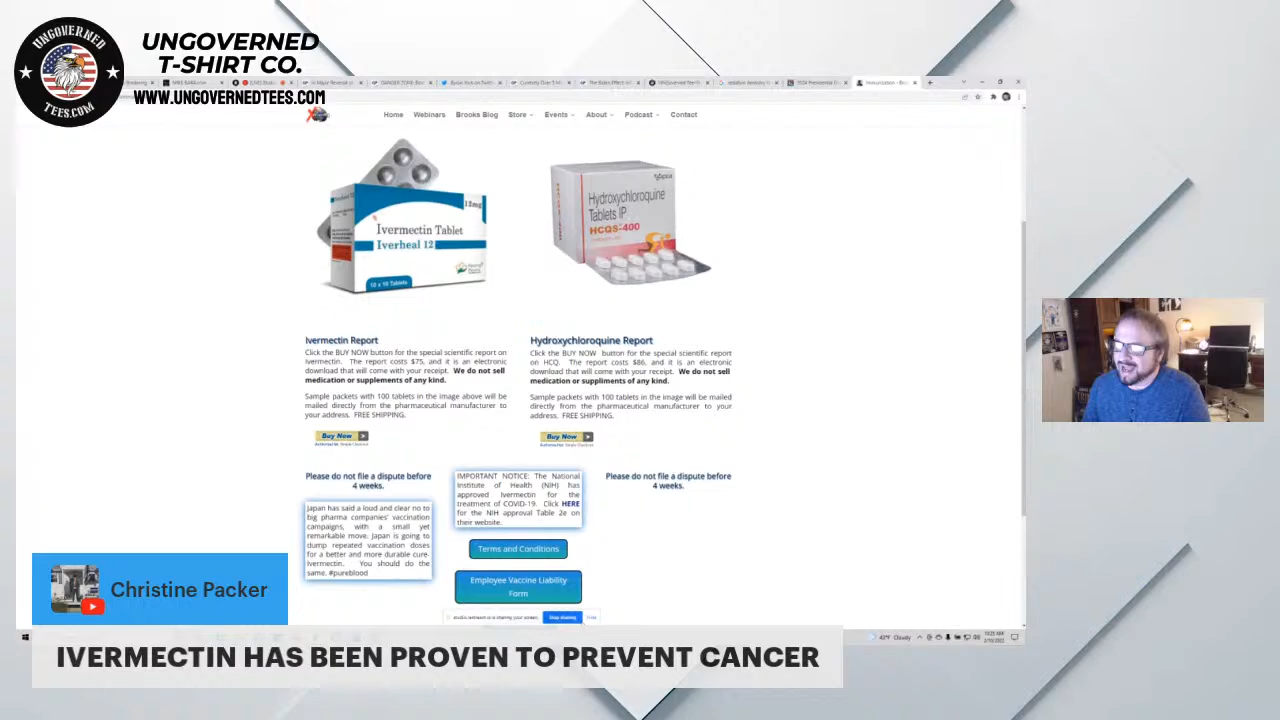 UNGOVERNED
TEES.COM
UNGOVERNED
T-SHIRT CO.
WWW.UNGOVERNEDTEES.COM
Home Webinars Brooks Blog Store Events About Podcast Contact
12mg
Ivermectin Tablet
Iverheal 12
10 x 10 Tablets
Hydroxychloroquine
Tablets IP
HCQS-400
Ivermectin Report
Click the BUY NOW button for the special scientific report on
ivermectin. The report costs $75, and it is an electronic
download that will come with your receipt. We do not sell
medication or supplements of any kind.
Sample packets with 100 tablets in the image above will be
mailed directly from the pharmaceutical manufacturer to
your address. FREE SHIPPING.
Buy Now
Hydroxychloroquine Report
Click the BUY NOW button for the special scientific report
on HCQ. The report costs $86, and it is an electronic
download that will come with your receipt. We do not sell
medication or supplements of any kind.
Sample packets with 100 tablets in the image will be mailed
directly from the pharmaceutical manufacturer to your
address. FREE SHIPPING.
Buy Now
Please do not file a dispute before
4 weeks.
Japan has said a loud and clear no to
big pharma companies' vaccination
campaigns, with a small yet
remarkable move. Japan is going to
dump repeated vaccination doses
for a better and more durable cure-
Ivermectin. You should do the
same. #pureblood
IMPORTANT NOTICE: The National
Institute of Health (NIH) has
approved Ivermectin for the
treatment of COVID-19. Click HERE
for the NIH approval Table 2e on
their website.
Please do not file a dispute before
4 weeks.
Terms and Conditions
Employee Vaccine Liability
Form
is sharing your screen. Stop sharing Hide
43°F Cloudy
Christine Packer
IVERMECTIN HAS BEEN PROVEN TO PREVENT CANCER